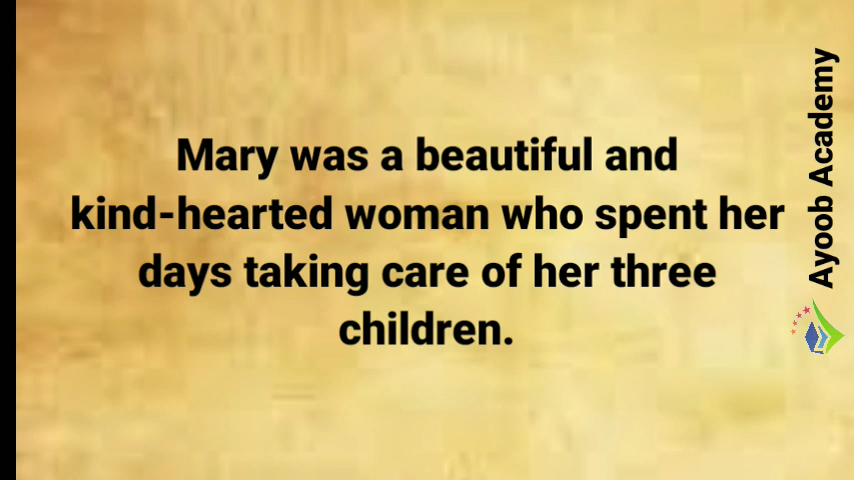 Mary was a beautiful and
kind-hearted woman who spent her
days taking care of her three
children.
Ayoob Academy